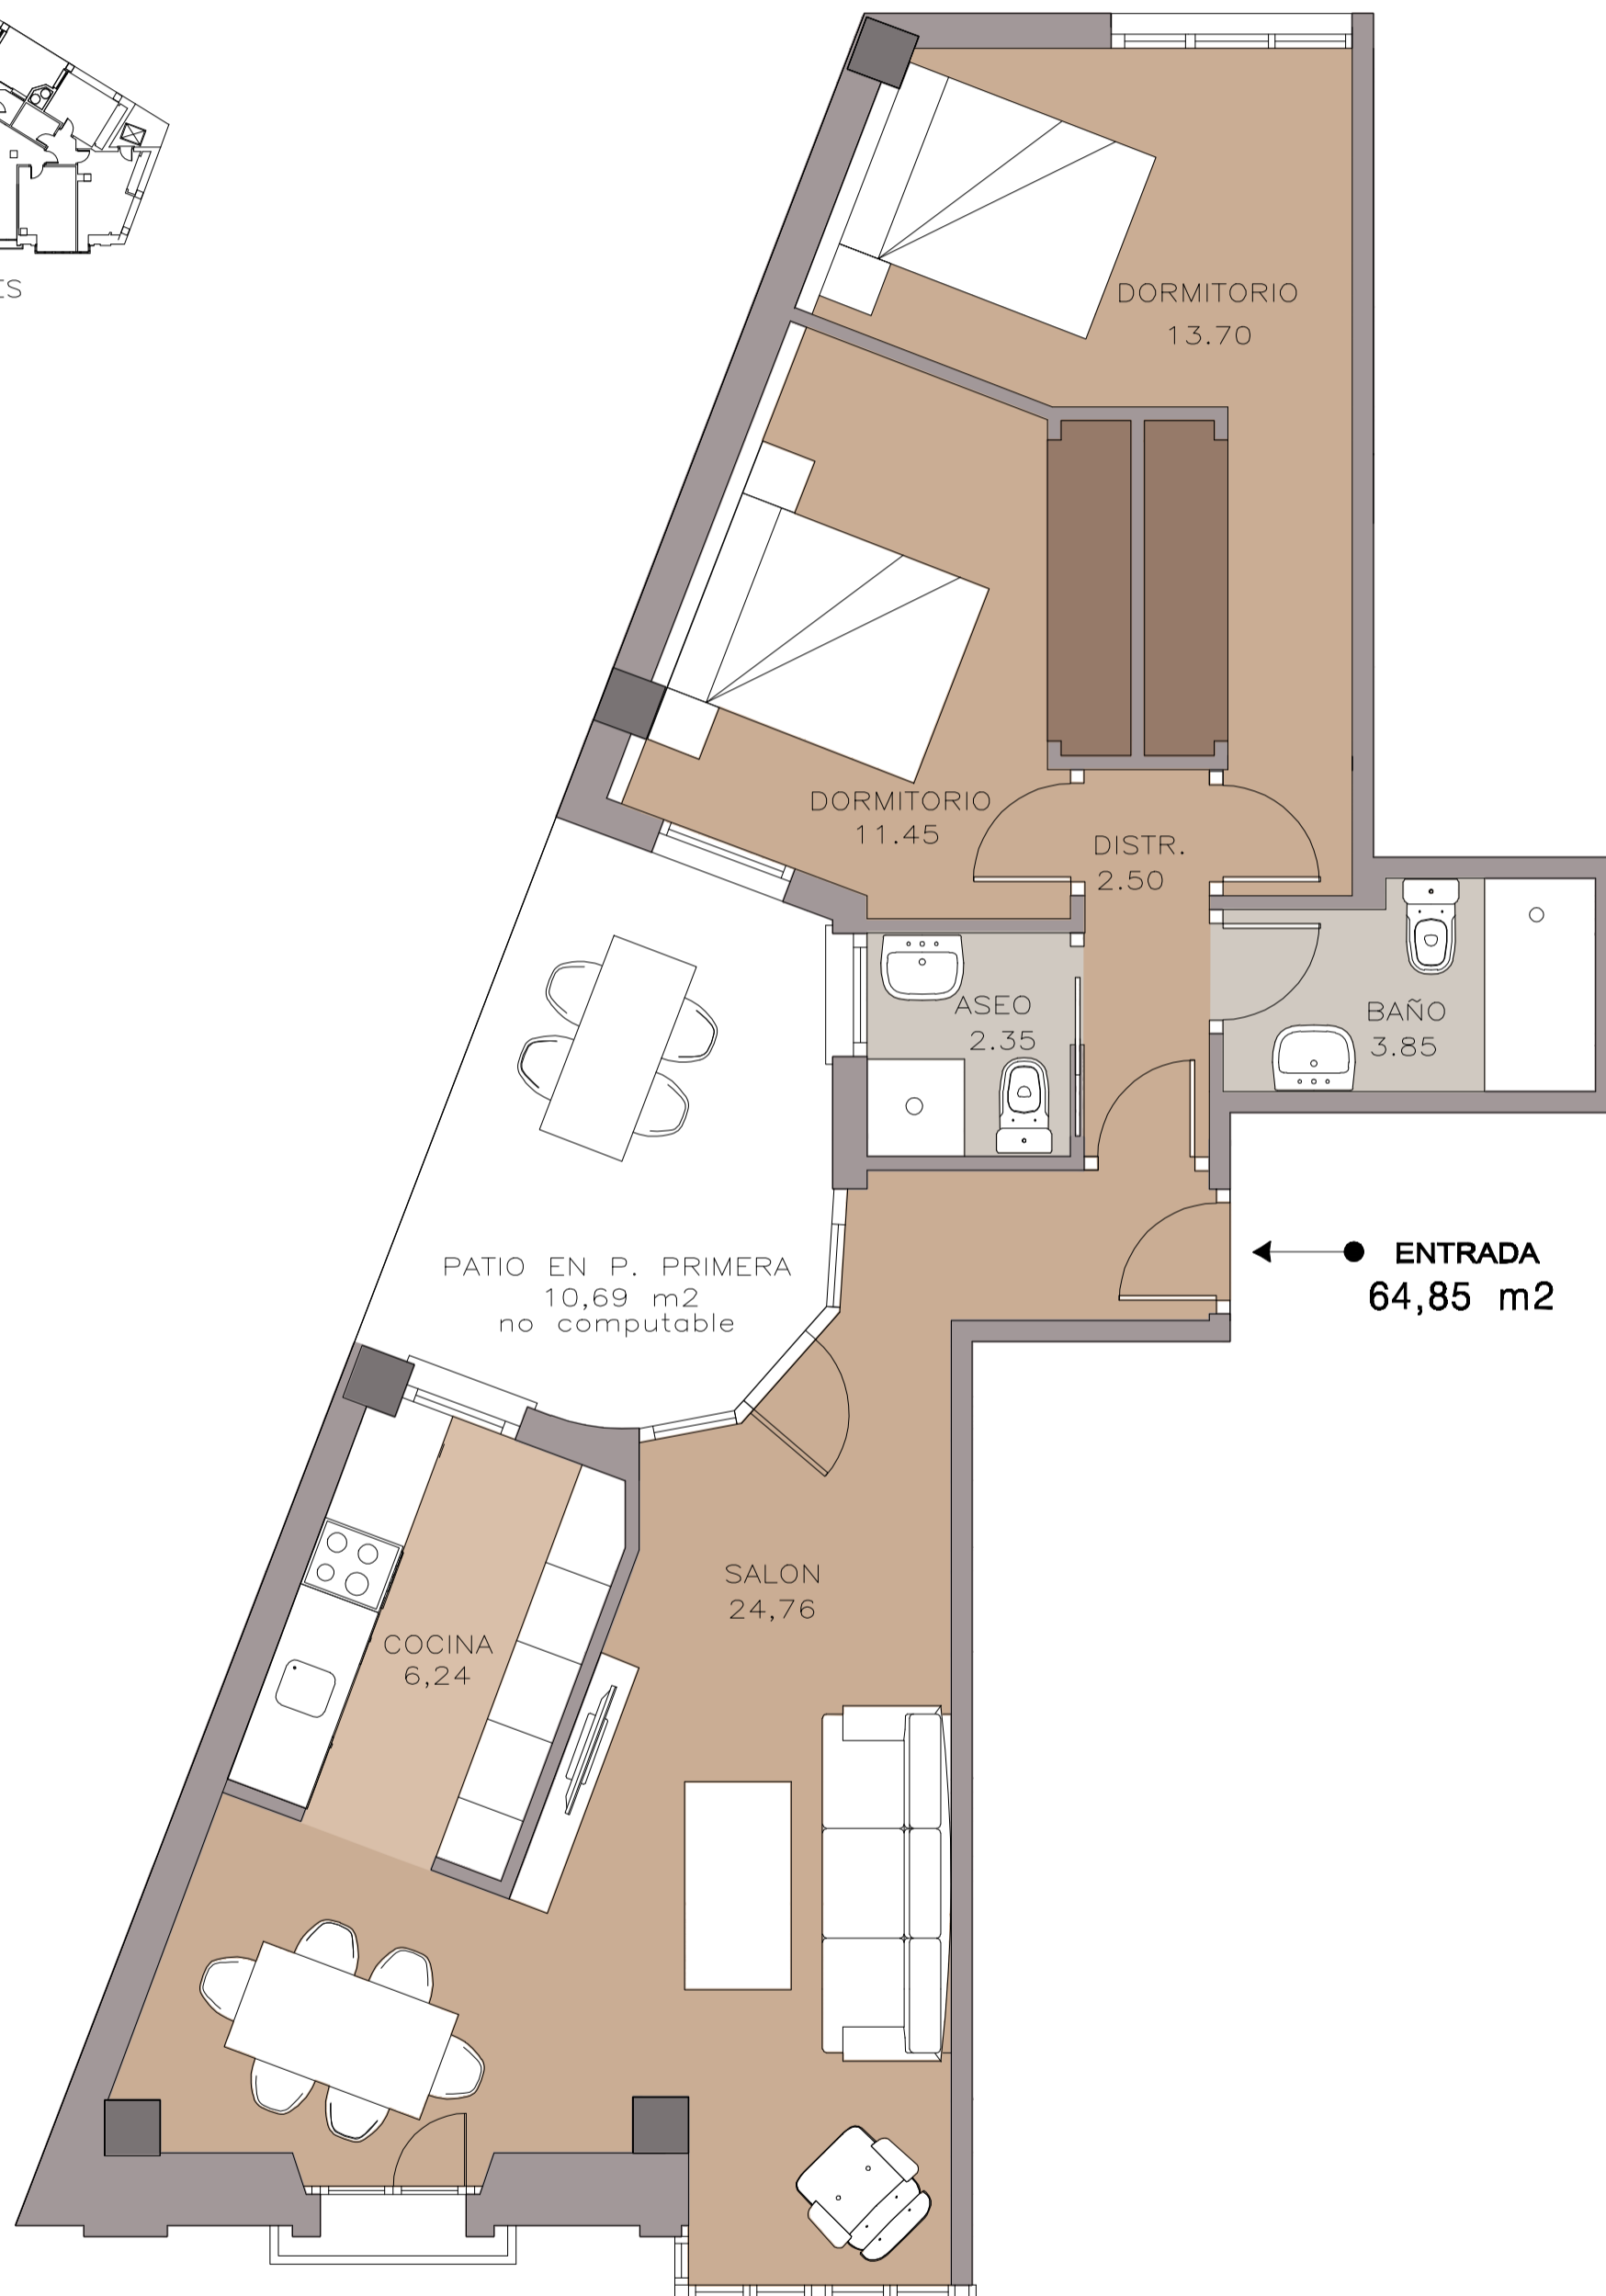 DORMITORIO
13.70
DORMITORIO
11.45
DISTR.
2.50
ASEO
2.35
BAÑO
3.85
PATIO EN P. PRIMERA
10,69 m2
no computable
ENTRADA
64,85 m2
SALON
24,76
COCINA
6,24